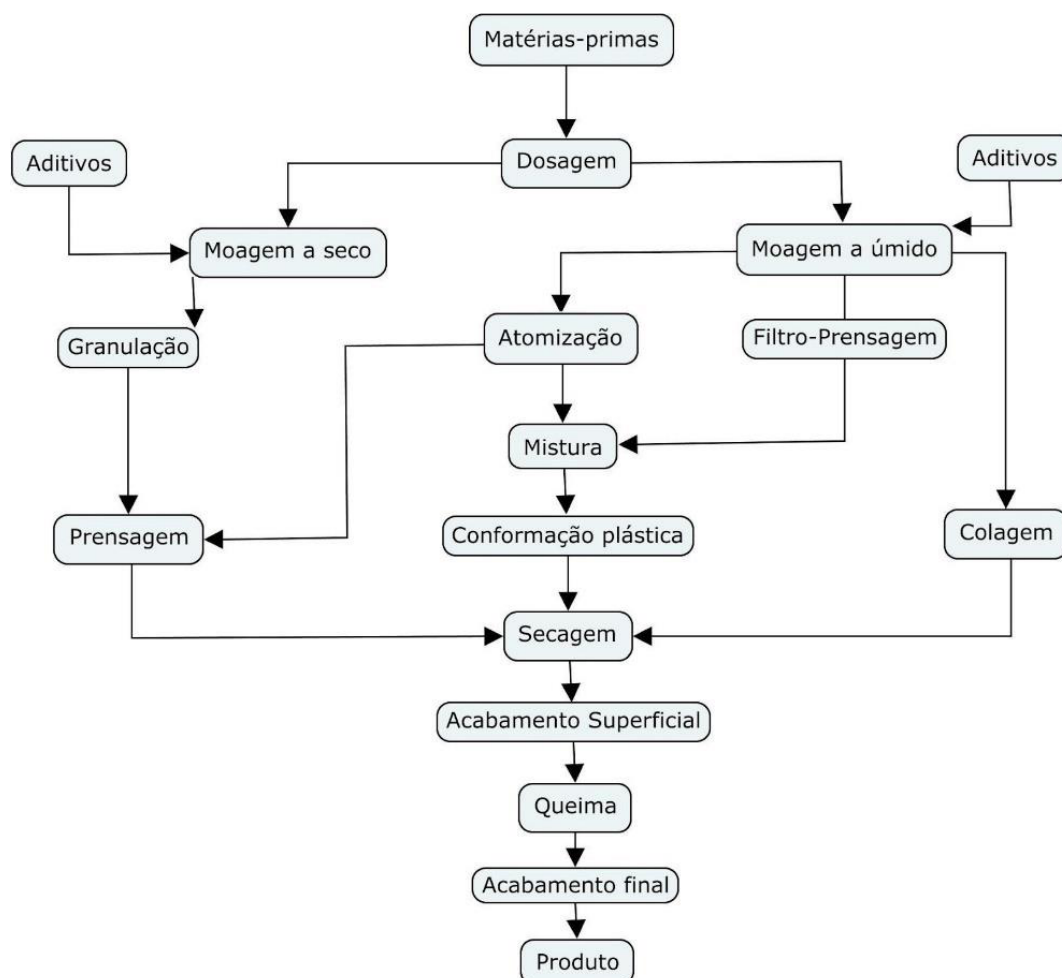 Matérias-primas
Aditivos
Dosagem
Aditivos
Moagem a seco
Moagem a úmido
Granulação
Atomização
Filtro-Prensagem
Mistura
Prensagem
Conformação plástica
Colagem
Secagem
Acabamento Superficial
Queima
Acabamento final
Produto